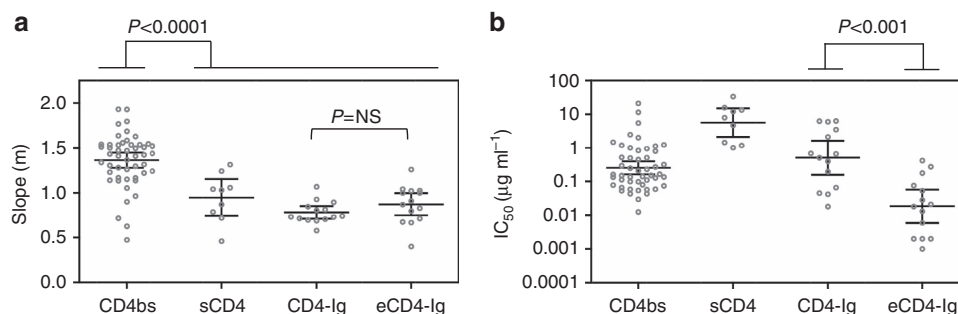 a
P<0.0001
P=NS
2.0
1.5
1.0
0.5
0.0
Slope (m)
CD4bs sCD4 CD4-Ig eCD4-Ig
b
P<0.001
100
10
1
0.1
0.01
0.001
0.0001
IC50 (μg ml−1)
CD4bs sCD4 CD4-Ig eCD4-Ig